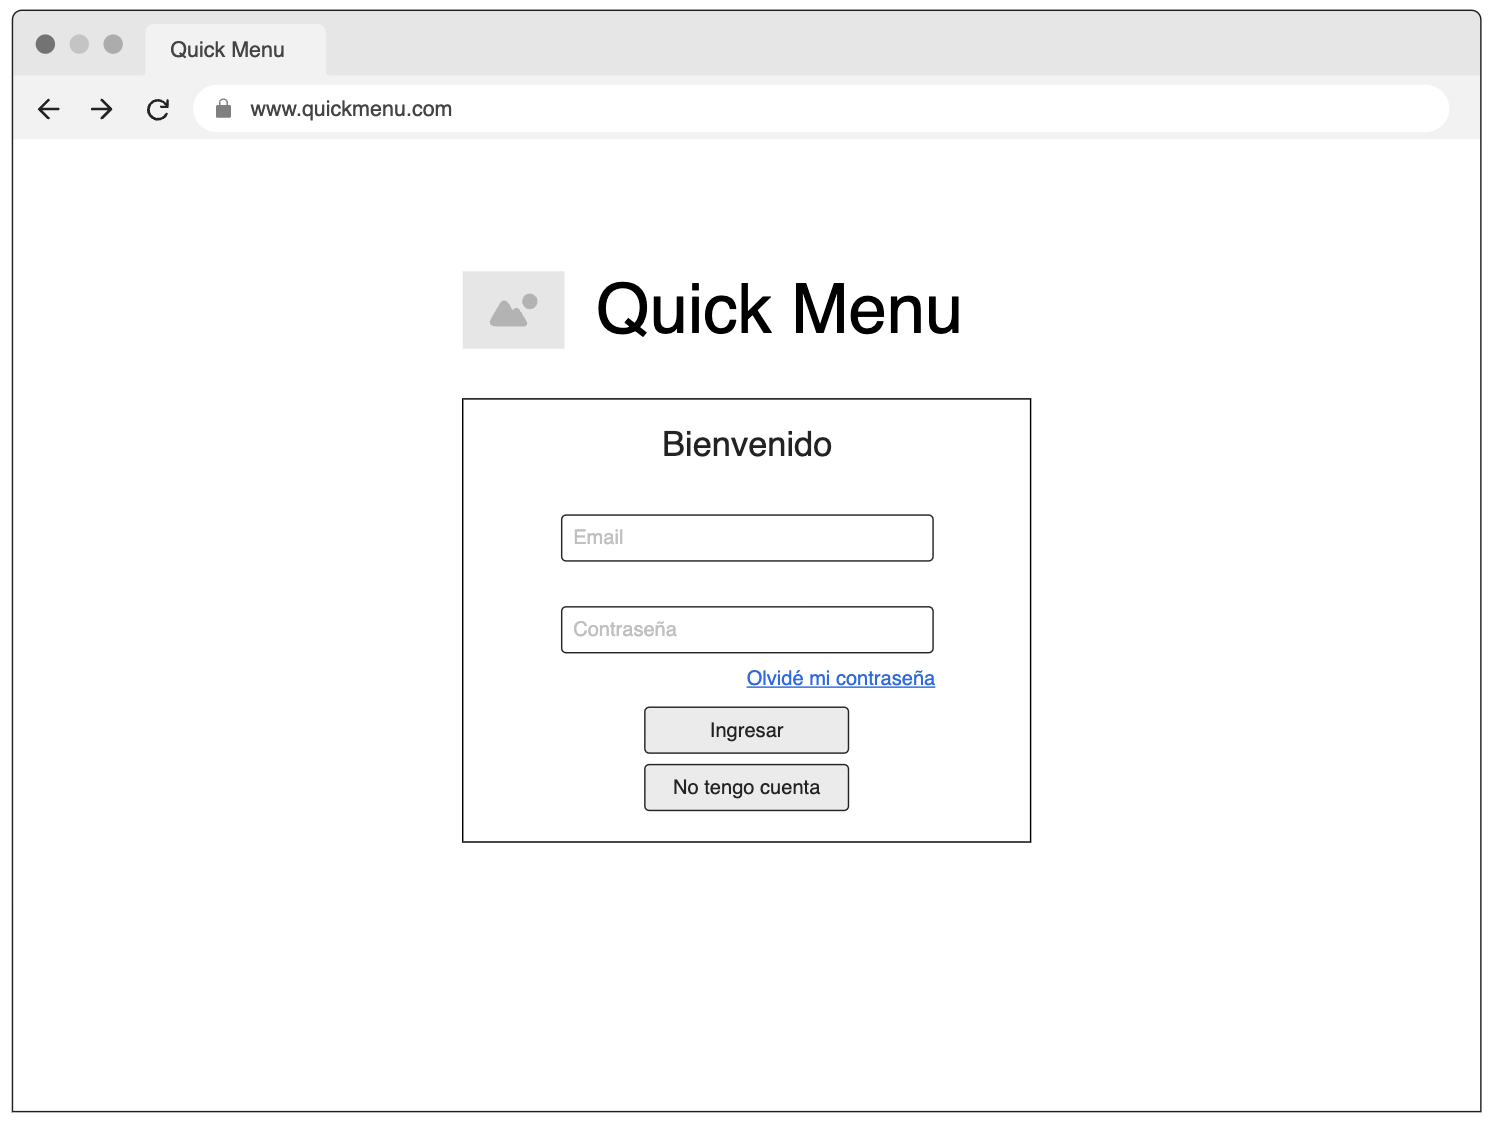 Quick Menu
www.quickmenu.com
Quick Menu
Bienvenido
Email
Contraseña
Olvidé mi contraseña
Ingresar
No tengo cuenta